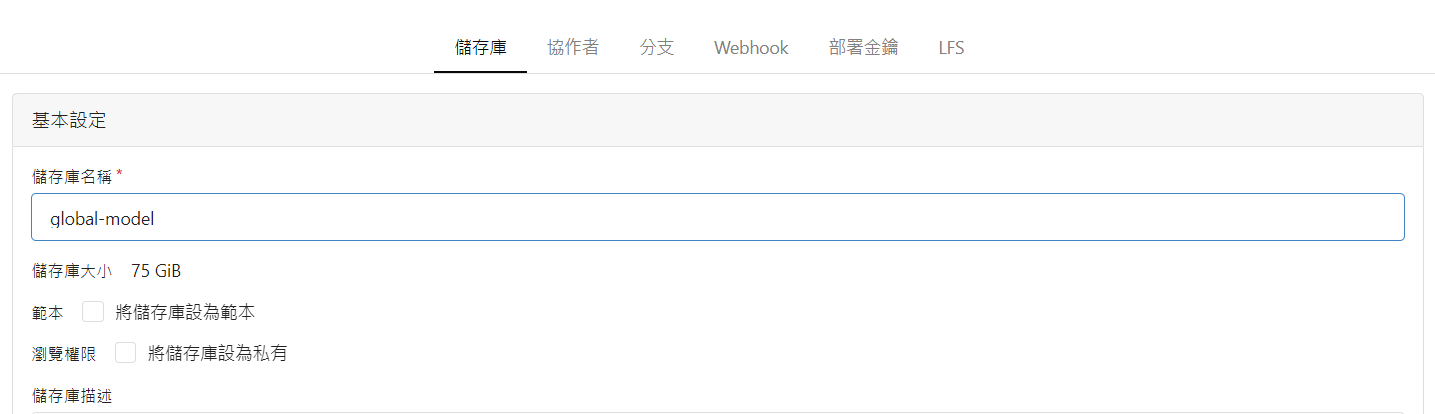 儲存庫 協作者 分支 Webhook 部署金鑰 LFS
基本設定
儲存庫名稱 *
global-model
儲存庫大小 75 GiB
範本 將儲存庫設為範本
瀏覽權限 將儲存庫設為私有
儲存庫描述